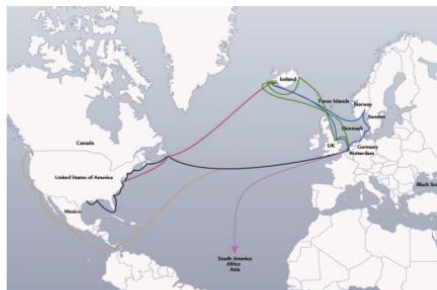 Iceland
Faroe Islands
Norway
Sweden
Denmark
UK
Germany
Rotterdam
Canada
United States of America
Mexico
Black Sea
South America
Africa
Asia